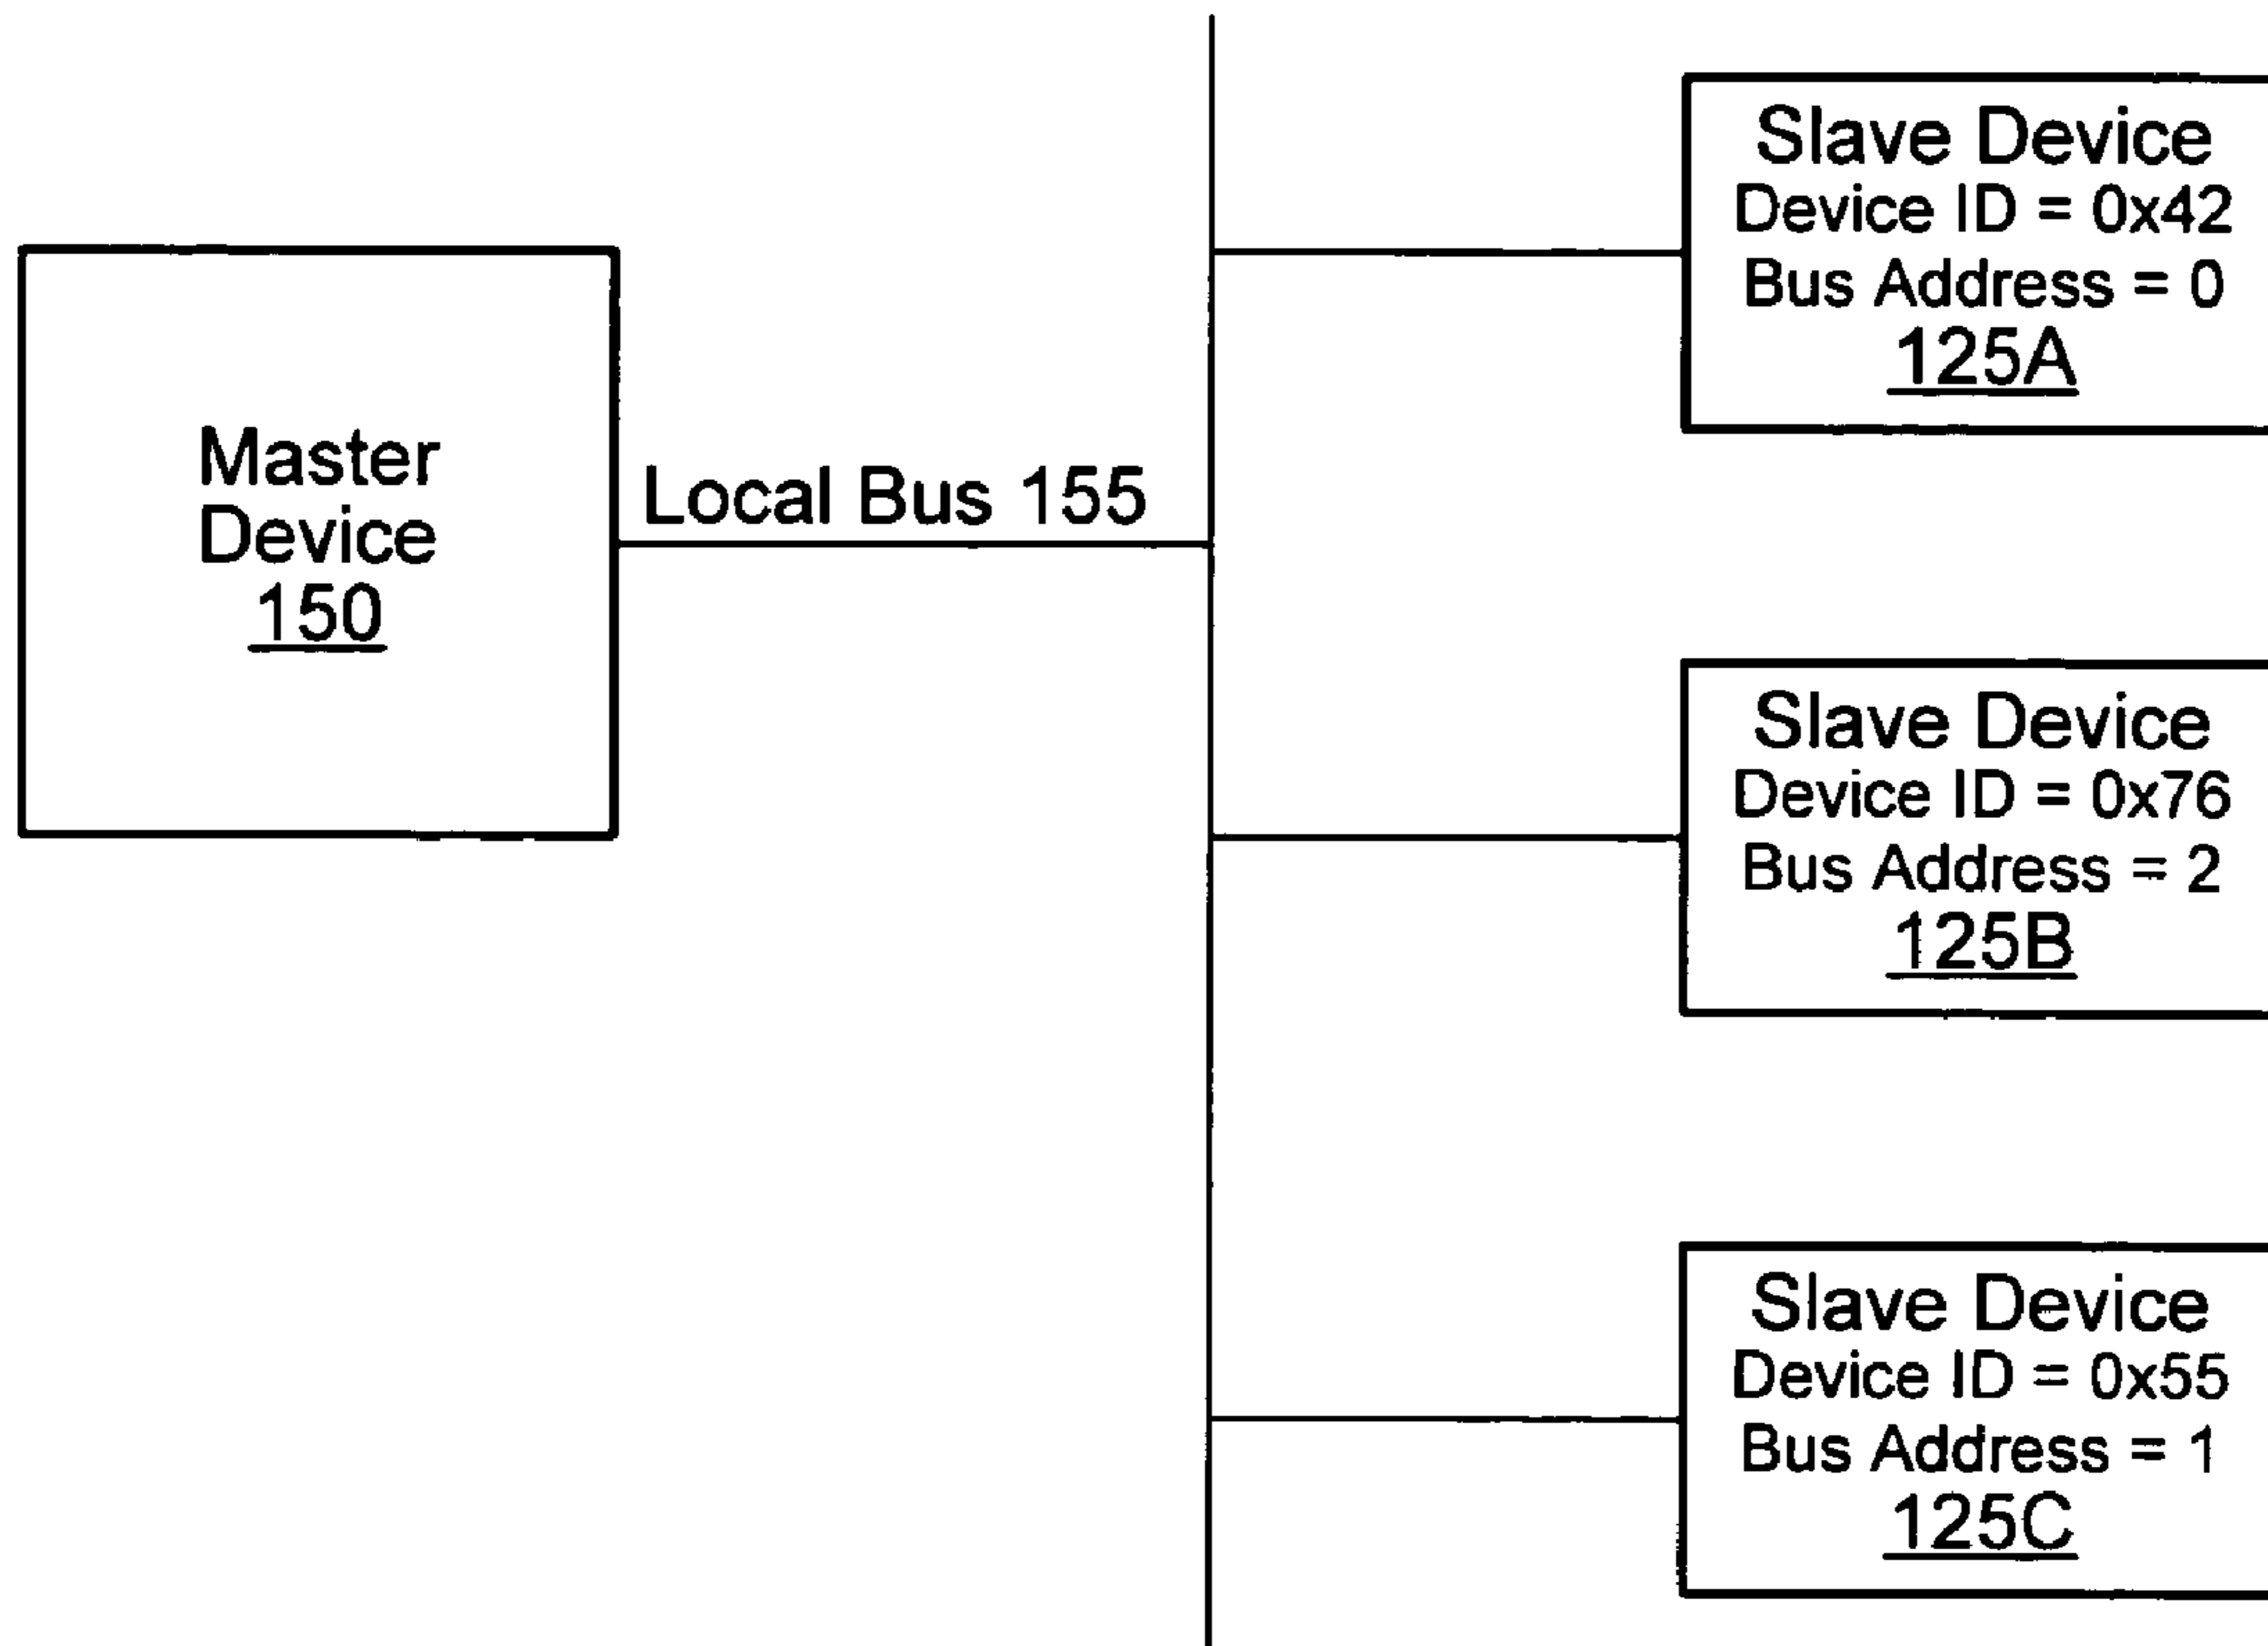 Master
Device
150
Local Bus 155
Slave Device
Device ID = 0x42
Bus Address = 0
125A
Slave Device
Device ID = 0x76
Bus Address = 2
125B
Slave Device
Device ID = 0x55
Bus Address = 1
125C